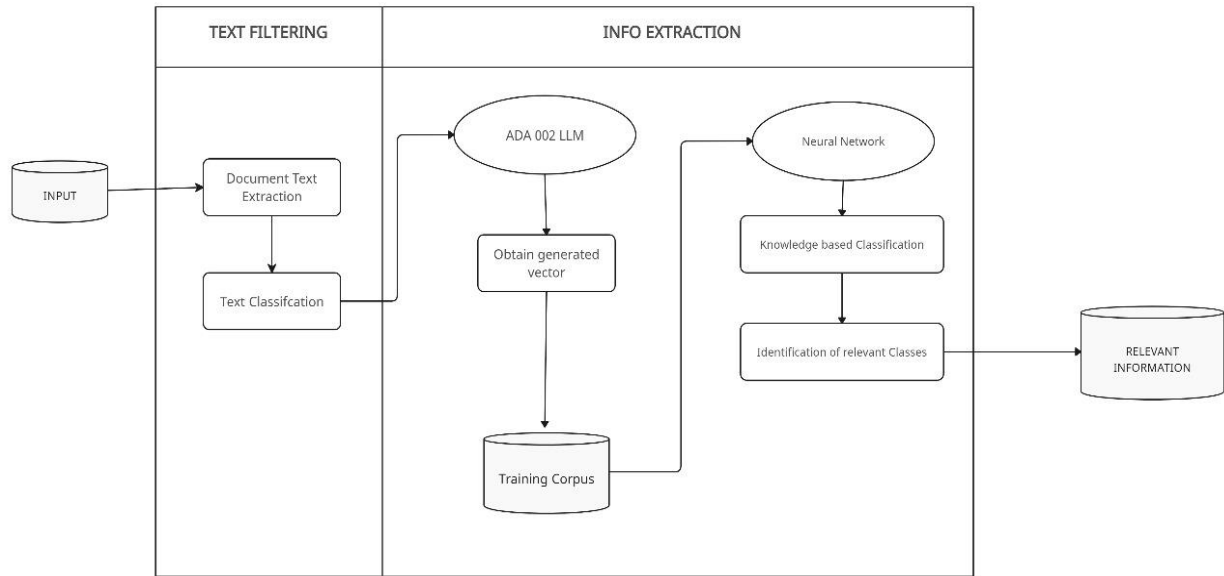 TEXT FILTERING
INFO EXTRACTION
INPUT
Document Text
Extraction
Text Classifcation
ADA 002 LLM
Obtain generated
vector
Training Corpus
Neural Network
Knowledge based Classification
Identification of relevant Classes
RELEVANT
INFORMATION